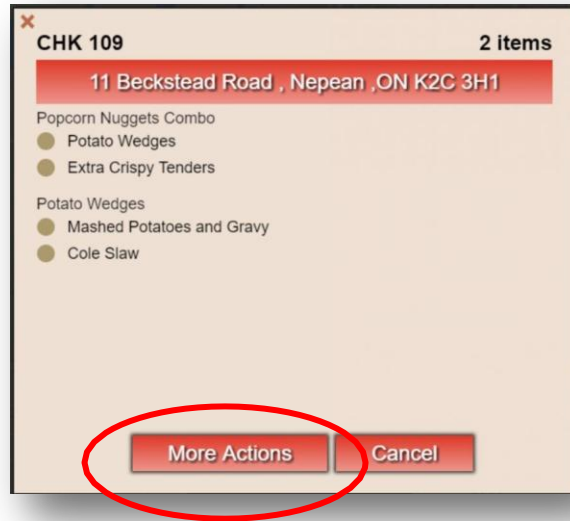 CHK 109 2 items
11 Beckstead Road , Nepean ,ON K2C 3H1
Popcorn Nuggets Combo
Potato Wedges
Extra Crispy Tenders
Potato Wedges
Mashed Potatoes and Gravy
Cole Slaw
More Actions Cancel